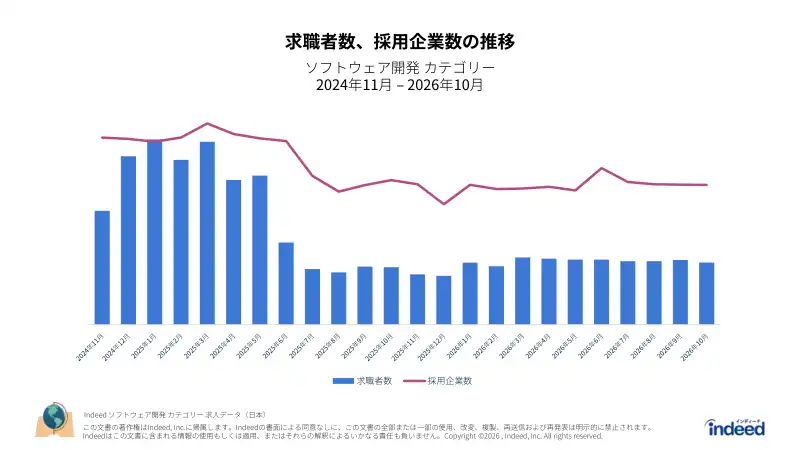 求職者数、採用企業数の推移
ソフトウェア開発 カテゴリー
2024年11月 – 2026年10月
2024年11月
2024年12月
2025年1月
2025年2月
2025年3月
2025年4月
2025年5月
2025年6月
2025年7月
2025年8月
2025年9月
2025年10月
2025年11月
2025年12月
2026年1月
2026年2月
2026年3月
2026年4月
2026年5月
2026年6月
2026年7月
2026年8月
2026年9月
2026年10月
求職者数 採用企業数
Indeed ソフトウェア開発 カテゴリー 求人データ（日本）
この文書の著作権はIndeed, Inc.に帰属します。Indeedの書面による同意なしに、この文書の全部または一部の使用、改変、複製、再送信および再発表は明示的に禁止されます。
Indeedはこの文書に含まれる情報の使用もしくは適用、またはそれらの解釈によるいかなる責任も負いません。Copyright ©2026 , Indeed, Inc. All rights reserved.
インディード
indeed